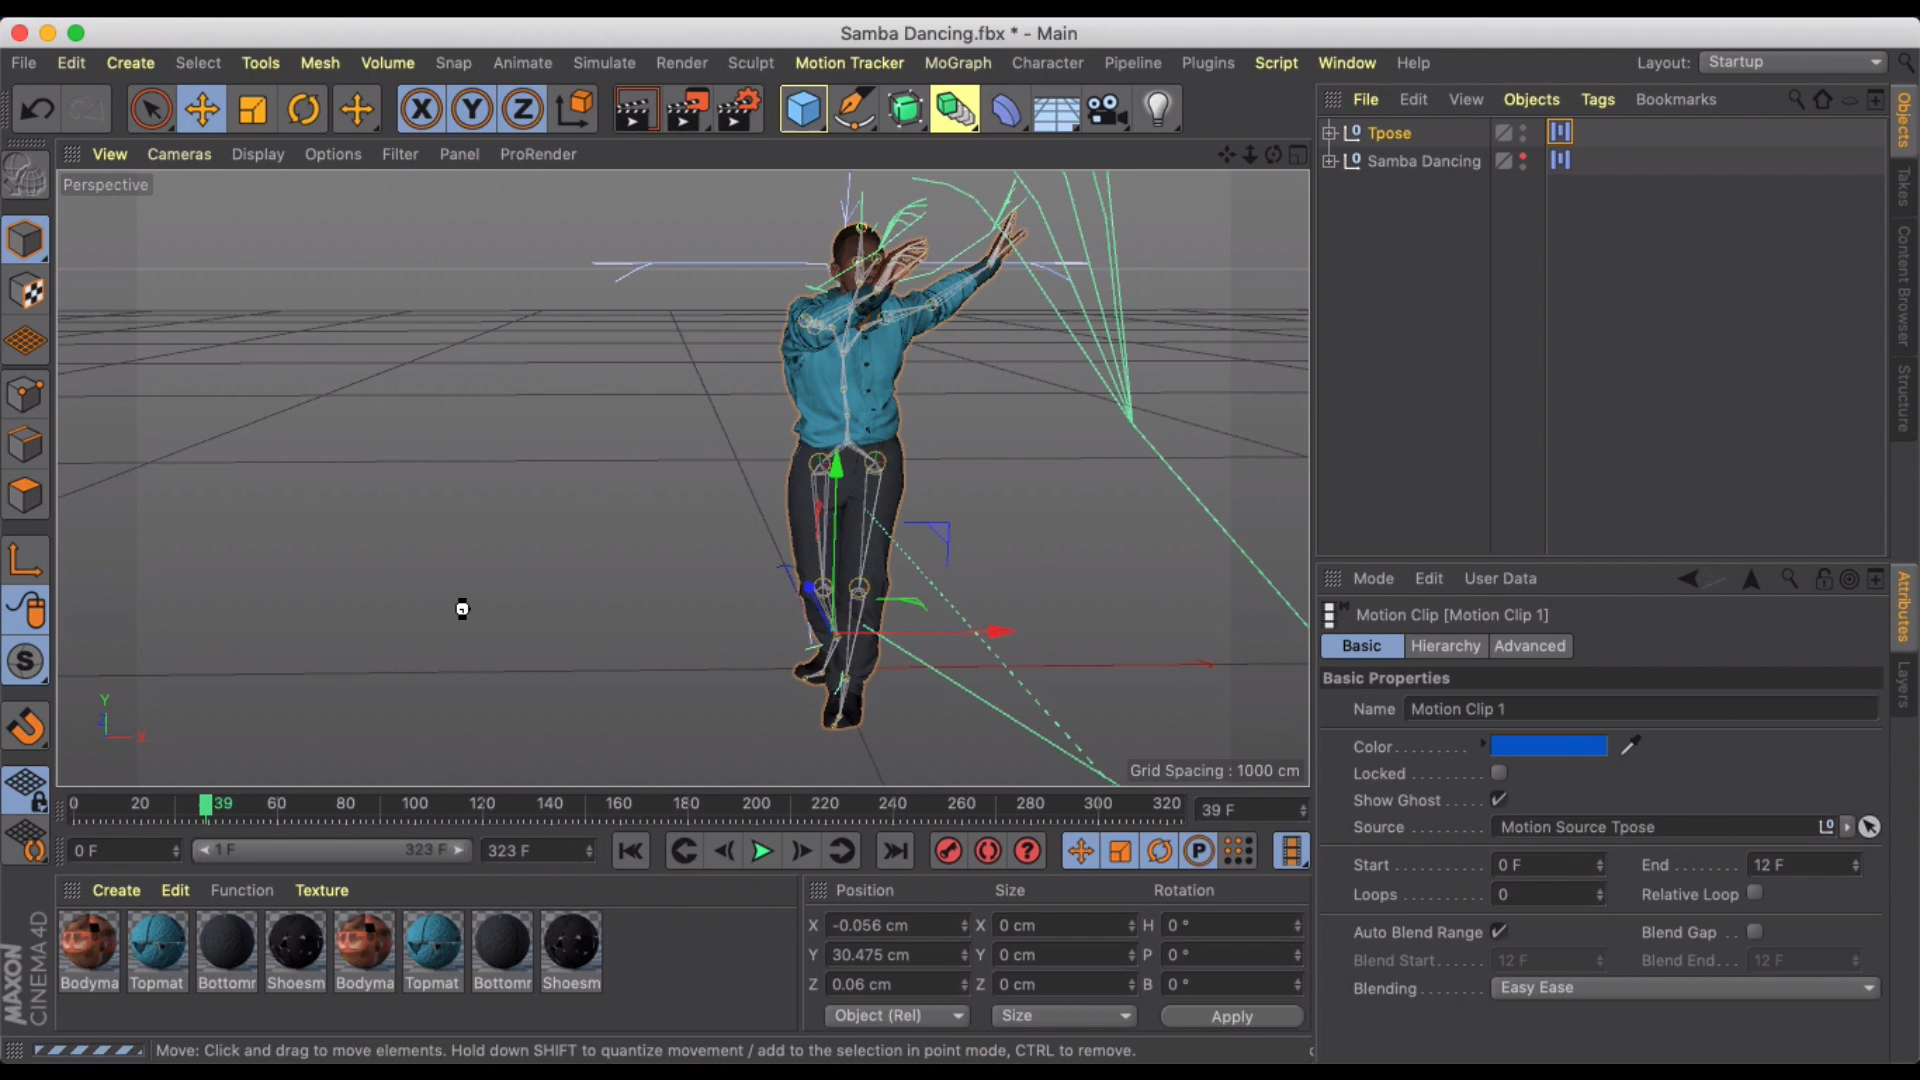 Samba Dancing.fbx * - Main
File Edit Create Select Tools Mesh Volume Snap Animate Simulate Render Sculpt Motion Tracker MoGraph Character Pipeline Plugins Script Window Help Layout: Startup
X Y Z
File Edit View Objects Tags Bookmarks
View Cameras Display Options Filter Panel ProRender
Tpose
Samba Dancing
Perspective
Objects
Takes
Content Browser
Structure
Grid Spacing : 1000 cm
Y
Z
X
Mode Edit User Data
Motion Clip [Motion Clip 1]
Basic Hierarchy Advanced
Basic Properties
Name Motion Clip 1
Color
Locked
Show Ghost
Source Motion Source Tpose
Start 0 F End 12 F
Loops 0 Relative Loop
Auto Blend Range Blend Gap
Blend Start 12 F Blend End 12 F
Blending Easy Ease
Attributes
Layers
0 20 39 60 80 100 120 140 160 180 200 220 240 260 280 300 320 39 F
0 F 1 F 323 F 323 F P
Create Edit Function Texture
Bodyma Topmat Bottomr Shoesm Bodyma Topmat Bottomr Shoesm
Position Size Rotation
X -0.056 cm X 0 cm H 0 °
Y 30.475 cm Y 0 cm P 0 °
Z 0.06 cm Z 0 cm B 0 °
Object (Rel) Size Apply
MAXON
CINEMA 4D
Move: Click and drag to move elements. Hold down SHIFT to quantize movement / add to the selection in point mode, CTRL to remove.